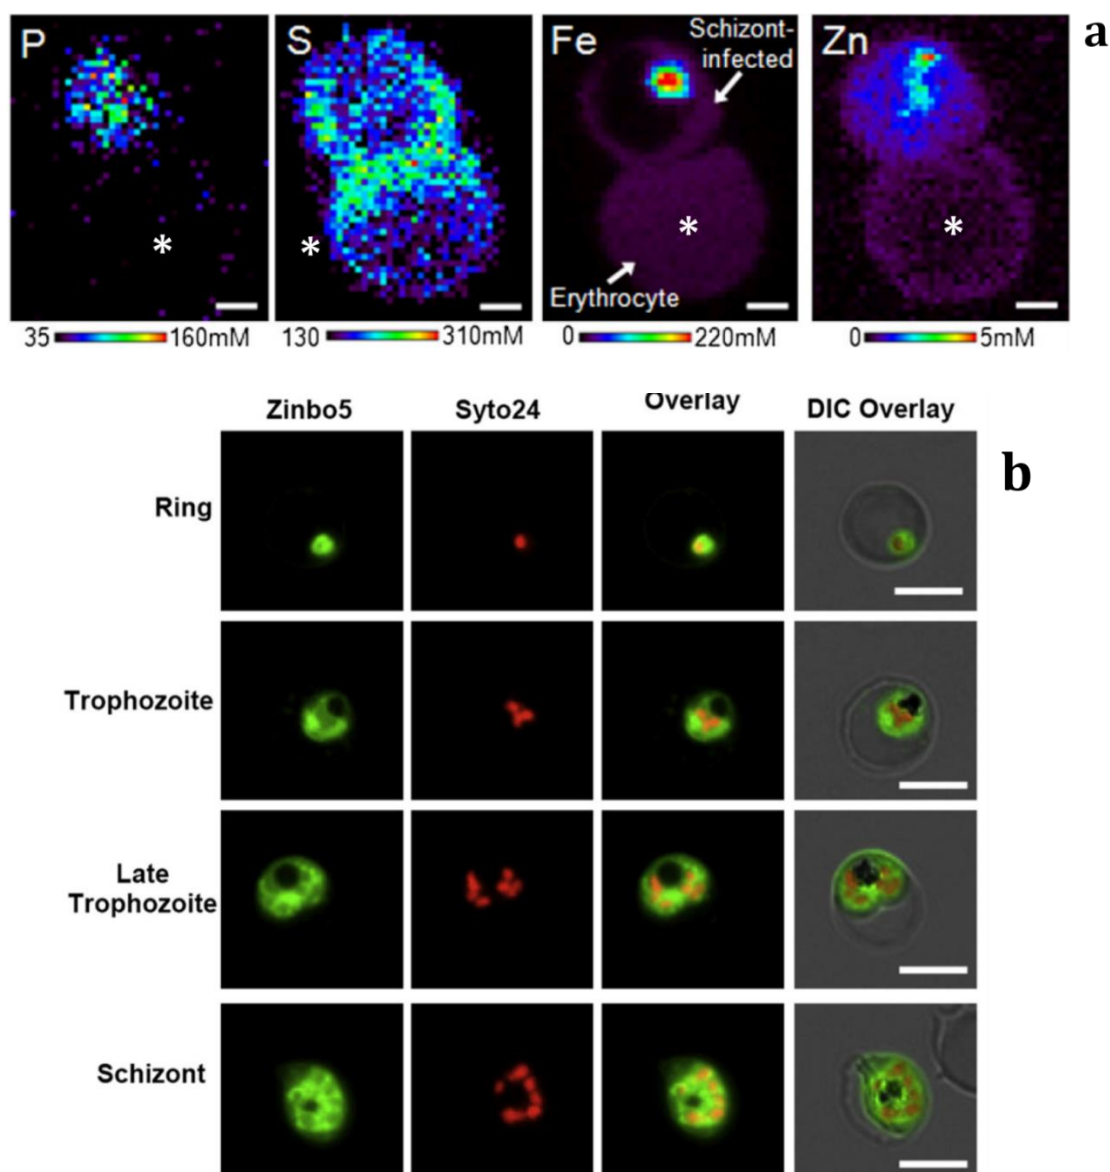 P S Fe Zn a
Schizont-
infected
* * * *
Erythrocyte
35 160mM 130 310mM 0 220mM 0 5mM
Zinbo5 Syto24 Overlay DIC Overlay
b
Ring
Trophozoite
Late
Trophozoite
Schizont